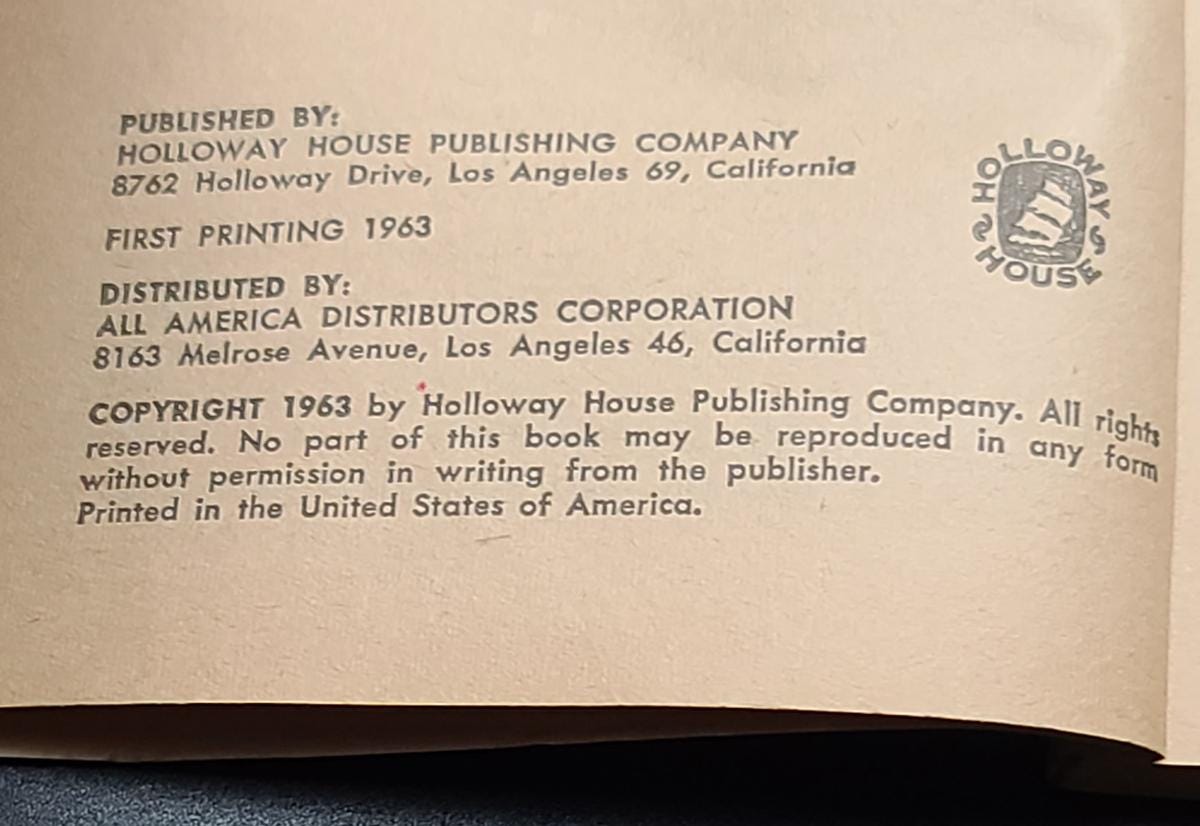 PUBLISHED BY:
HOLLOWAY HOUSE PUBLISHING COMPANY
8762 Holloway Drive, Los Angeles 69, California
FIRST PRINTING 1963
DISTRIBUTED BY:
ALL AMERICA DISTRIBUTORS CORPORATION
8163 Melrose Avenue, Los Angeles 46, California
COPYRIGHT 1963 by Holloway House Publishing Company. All rights
reserved. No part of this book may be reproduced in any form
without permission in writing from the publisher.
Printed in the United States of America.
HOLLOWAY
HOUSE